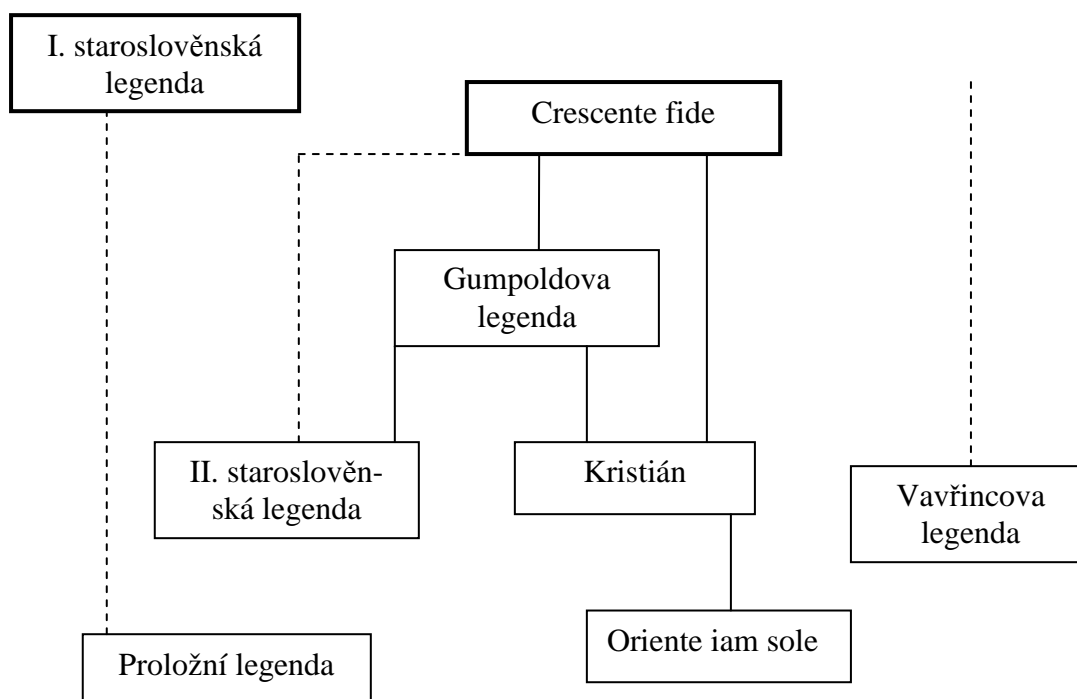 I. staroslověnská
legenda
Crescente fide
Gumpoldova
legenda
II. staroslověn-
ská legenda
Kristián
Vavřincova
legenda
Oriente iam sole
Proložní legenda